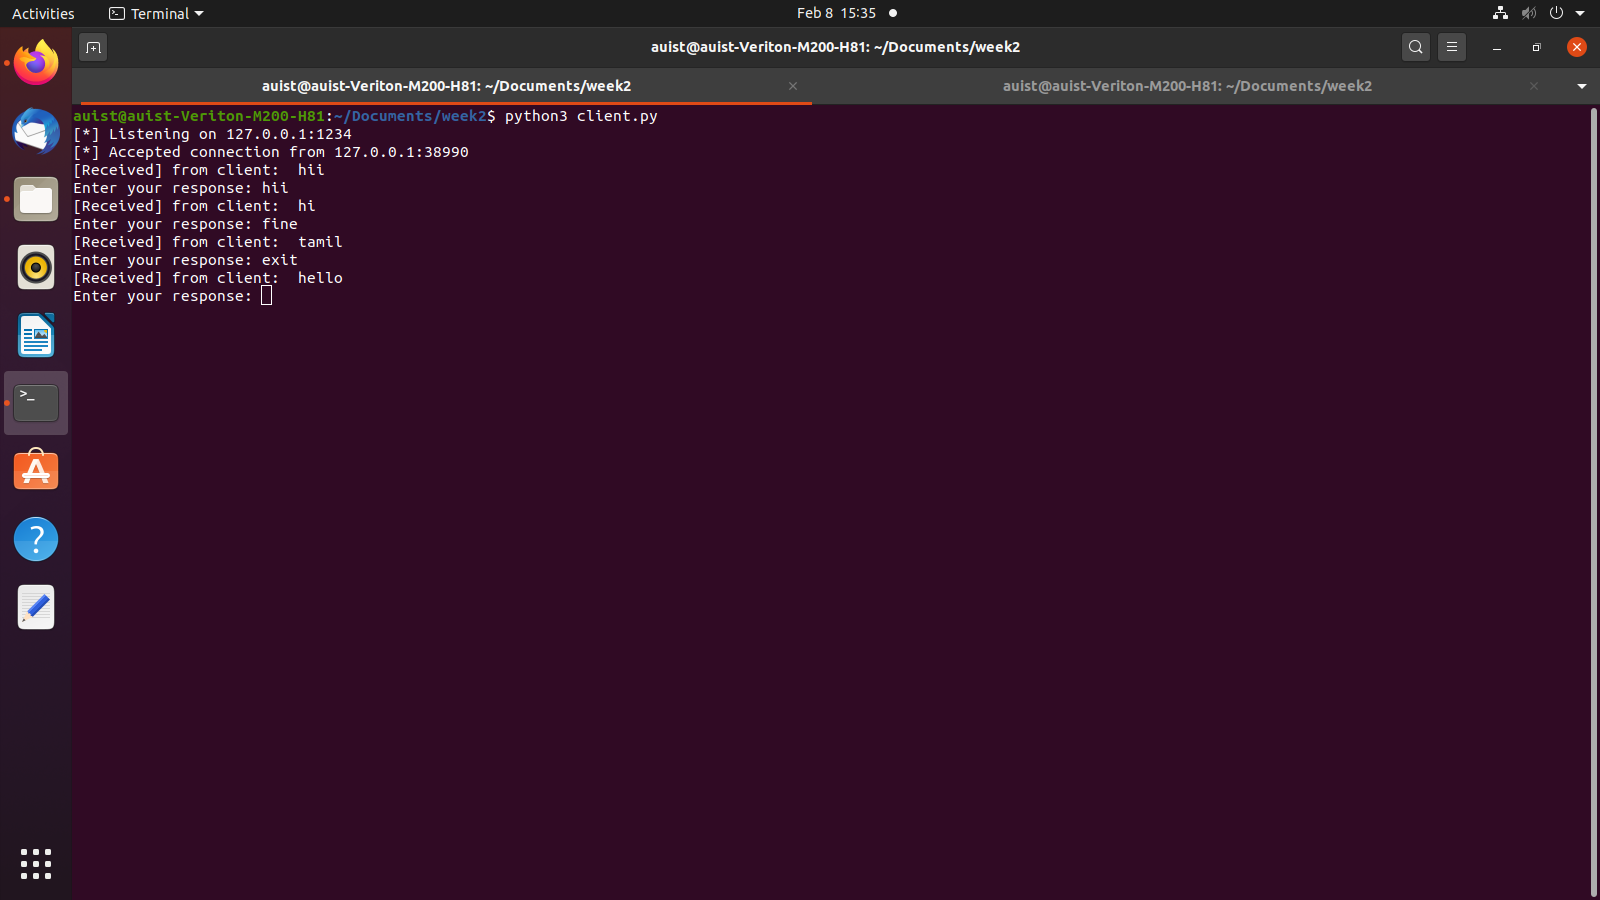 Activities Terminal Feb 8 15:35
auist@auist-Veriton-M200-H81: ~/Documents/week2
auist@auist-Veriton-M200-H81: ~/Documents/week2 auist@auist-Veriton-M200-H81: ~/Documents/week2
auist@auist-Veriton-M200-H81:~/Documents/week2$ python3 client.py
[*] Listening on 127.0.0.1:1234
[*] Accepted connection from 127.0.0.1:38990
[Received] from client:  hii
Enter your response: hii
[Received] from client:  hi
Enter your response: fine
[Received] from client:  tamil
Enter your response: exit
[Received] from client:  hello
Enter your response: